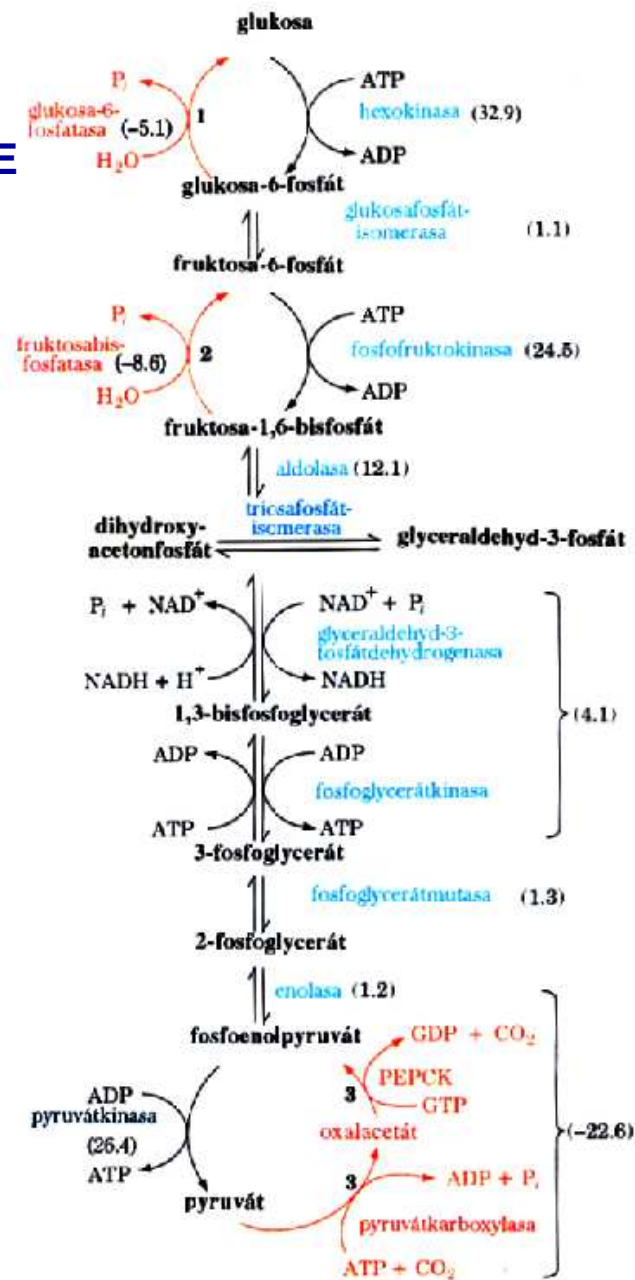 glukosa
P_i
ATP
glukosa-6-
fosfatasa (–5.1)
1
hexokinasa (32.9)
E
H₂O
ADP
glukosa-6-fosfát
glukosafosfát-
isomerasa (1.1)
fruktosa-6-fosfát
P_i
ATP
fruktosabis-
fosfatasa (–8.6)
2
fosfofruktokinasa (24.5)
H₂O
ADP
fruktosa-1,6-bisfosfát
aldolasa (12.1)
triosafosfát-
isomerasa
dihydroxy-
acetonfosfát
glyceraldehyd-3-fosfát
P_i + NAD⁺
NAD⁺ + P_i
glyceraldehyd-3-
fosfátdehydrogenasa
NADH + H⁺
NADH
1,3-bisfosfoglycerát
(4.1)
ADP
ADP
fosfoglycerátkinasa
ATP
ATP
3-fosfoglycerát
fosfoglycerátmutasa (1.3)
2-fosfoglycerát
enolasa (1.2)
fosfoenolpyruvát
GDP + CO₂
3
PEPCK
GTP
ADP
pyruvátkinasa
(26.4)
ATP
oxalacetát
(–22.6)
3
ADP + P_i
pyruvát
pyruvátkarboxylasa
ATP + CO₂